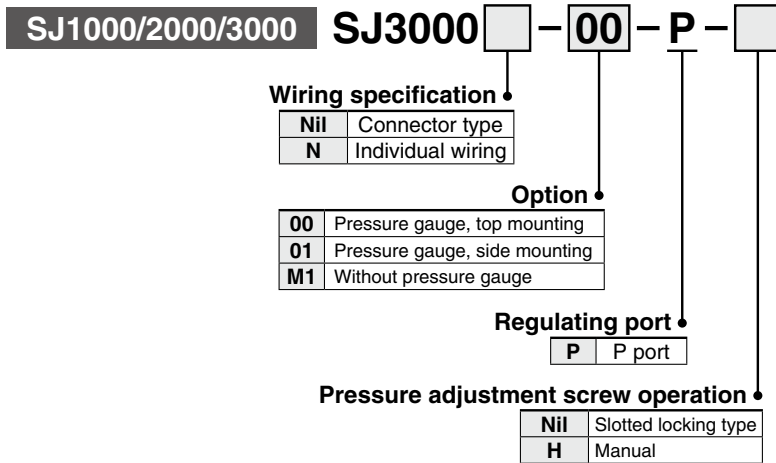 SJ1000/2000/3000 SJ3000 - 00 - P -
Wiring specification
Nil Connector type
N Individual wiring
Option
00 Pressure gauge, top mounting
01 Pressure gauge, side mounting
M1 Without pressure gauge
Regulating port
P P port
Pressure adjustment screw operation
Nil Slotted locking type
H Manual